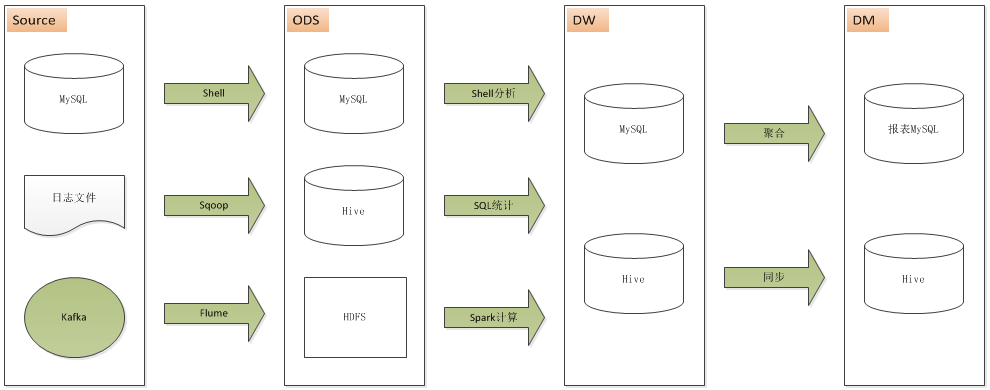 Source
MySQL
日志文件
Kafka
Shell
Sqoop
Flume
ODS
MySQL
Hive
HDFS
Shell分析
SQL统计
Spark计算
DW
MySQL
Hive
聚合
同步
DM
报表MySQL
Hive